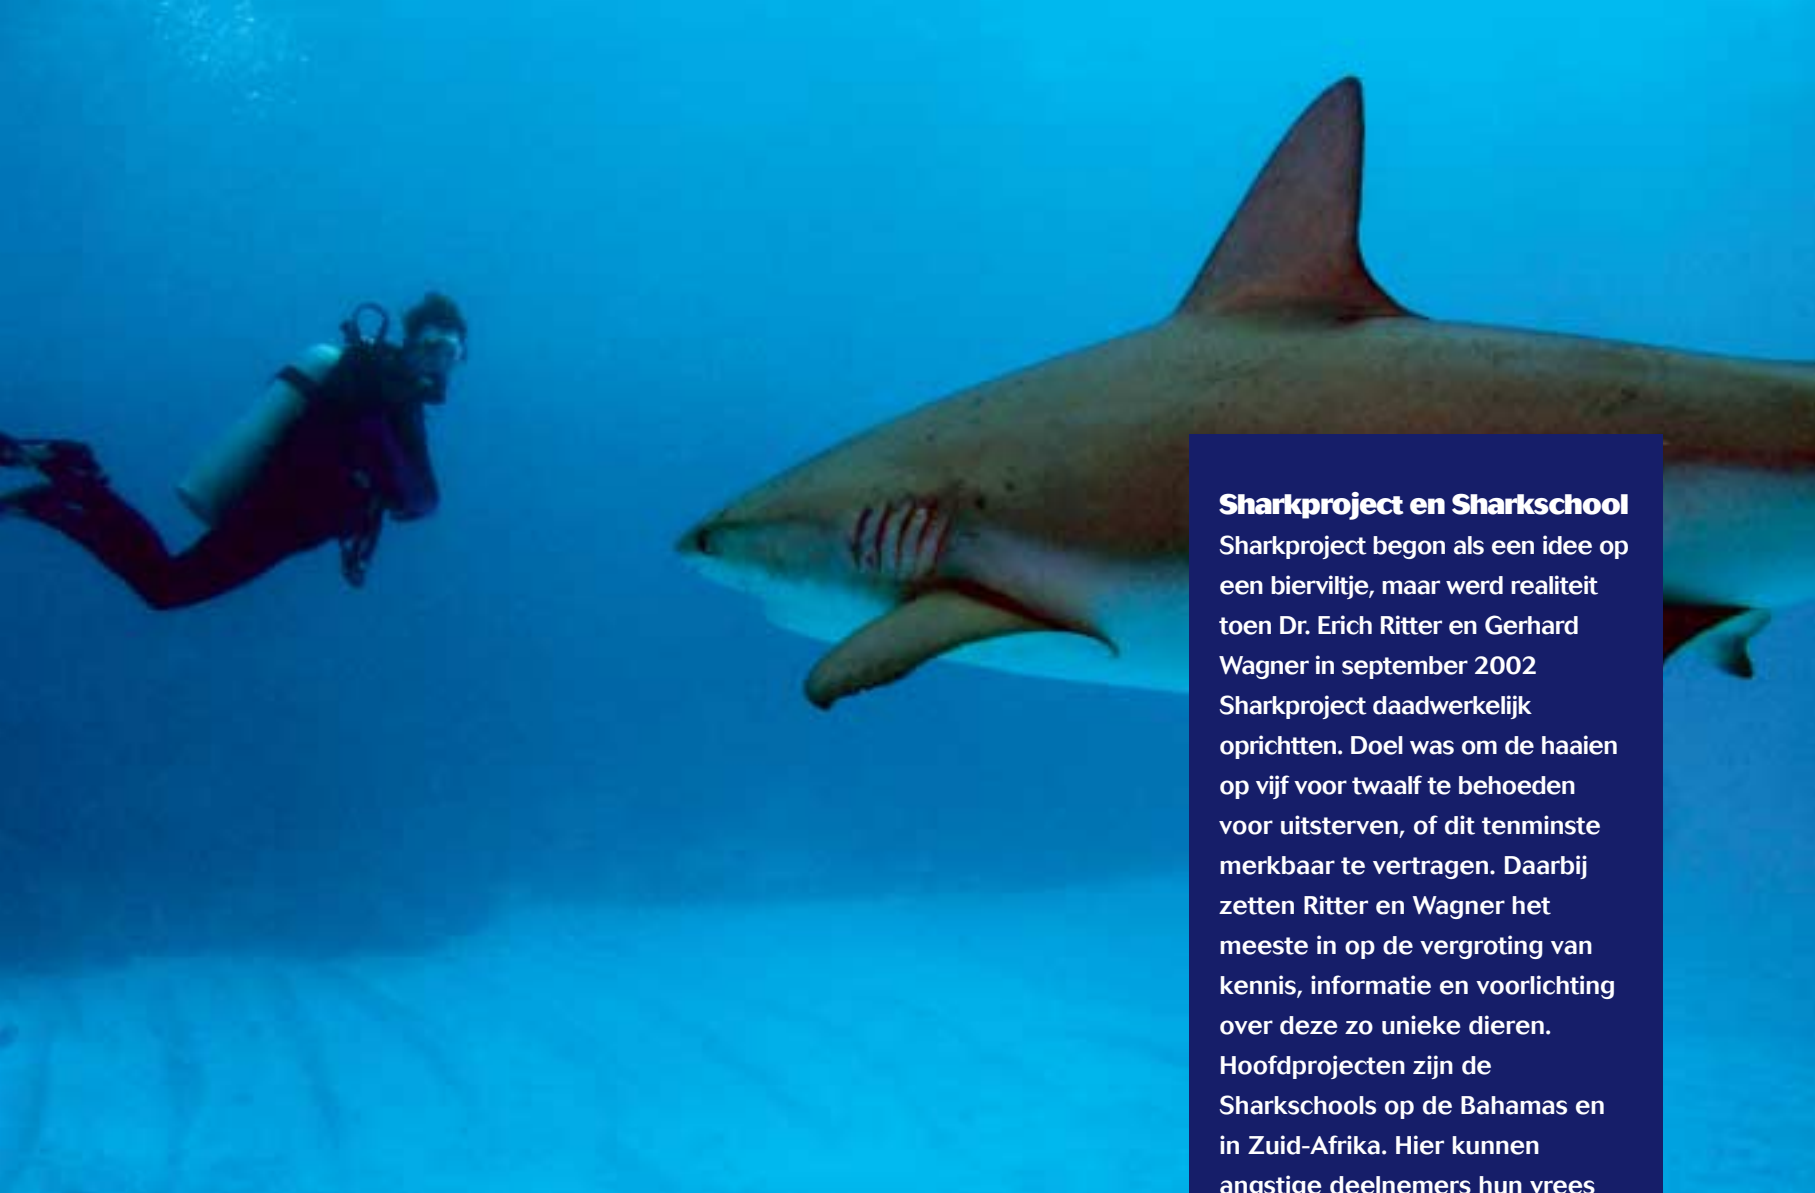 Sharkproject en Sharkschool
Sharkproject begon als een idee op
een bierviltje, maar werd realiteit
toen Dr. Erich Ritter en Gerhard
Wagner in september 2002
Sharkproject daadwerkelijk
oprichtten. Doel was om de haaien
op vijf voor twaalf te behoeden
voor uitsterven, of dit tenminste
merkbaar te vertragen. Daarbij
zetten Ritter en Wagner het
meeste in op de vergroting van
kennis, informatie en voorlichting
over deze zo unieke dieren.
Hoofdprojecten zijn de
Sharkschools op de Bahamas en
in Zuid-Afrika. Hier kunnen
angstige deelnemers hun vrees